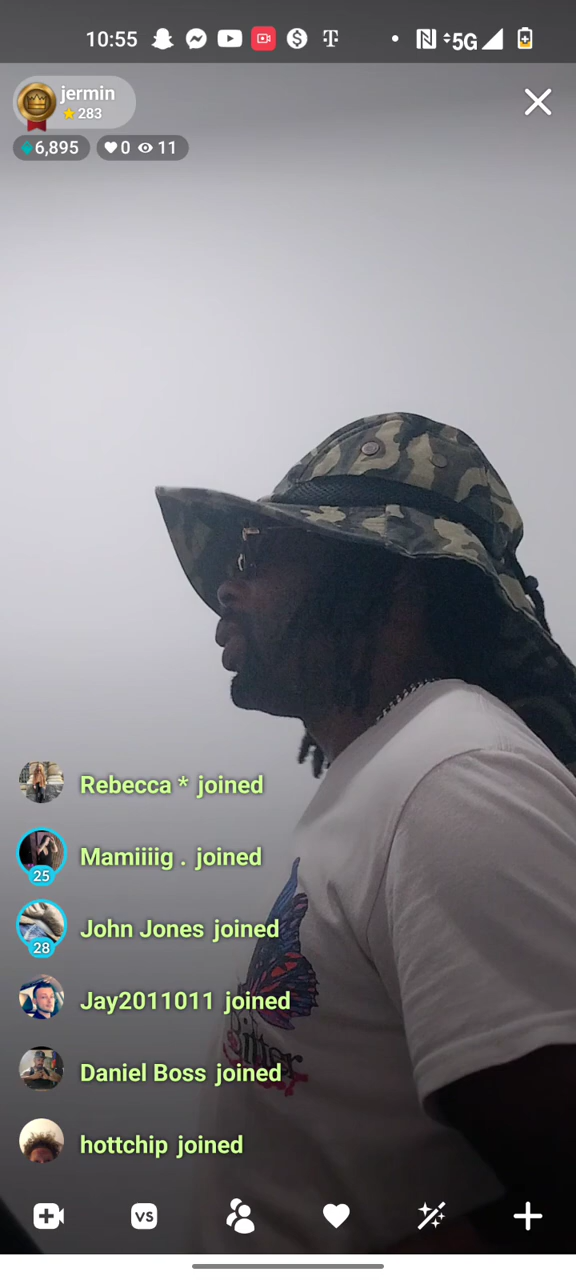 10:55
5G
jermin
283
6,895
0 11
Rebecca * joined
Mamiiiig . joined
25
John Jones joined
28
Jay2011011 joined
Daniel Boss joined
hottchip joined
VS